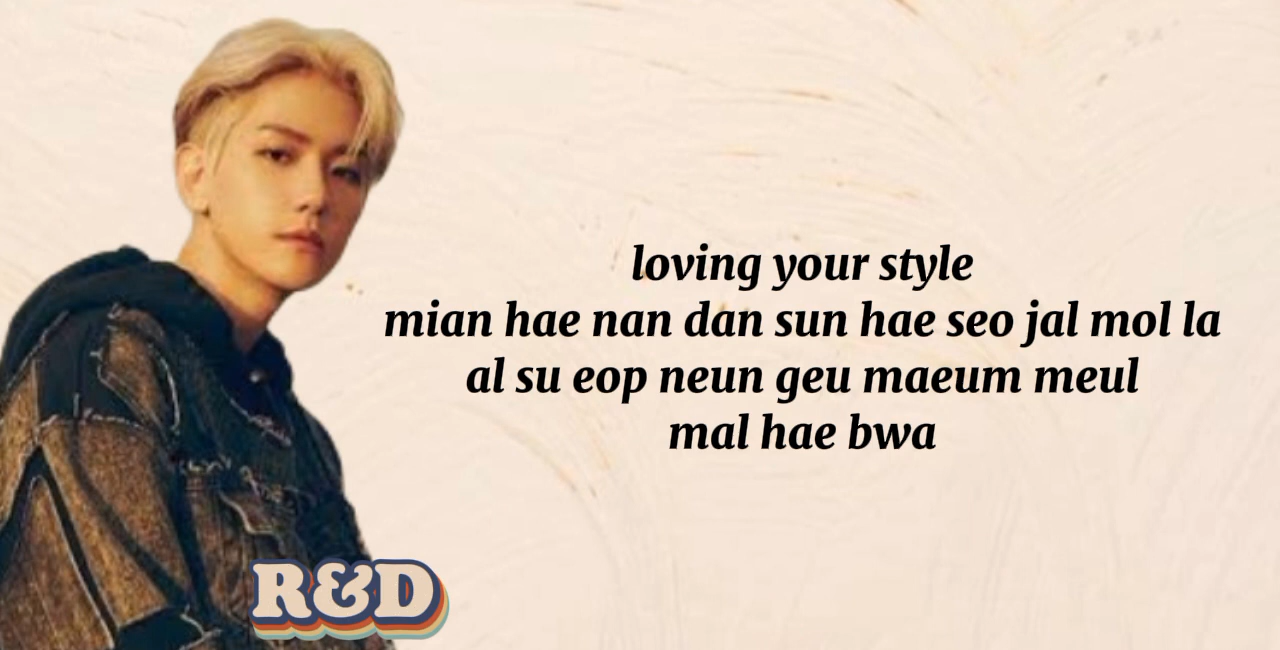 loving your style
mian hae nan dan sun hae seo jal mol la
al su eop neun geu maeum meul
mal hae bwa
R&D